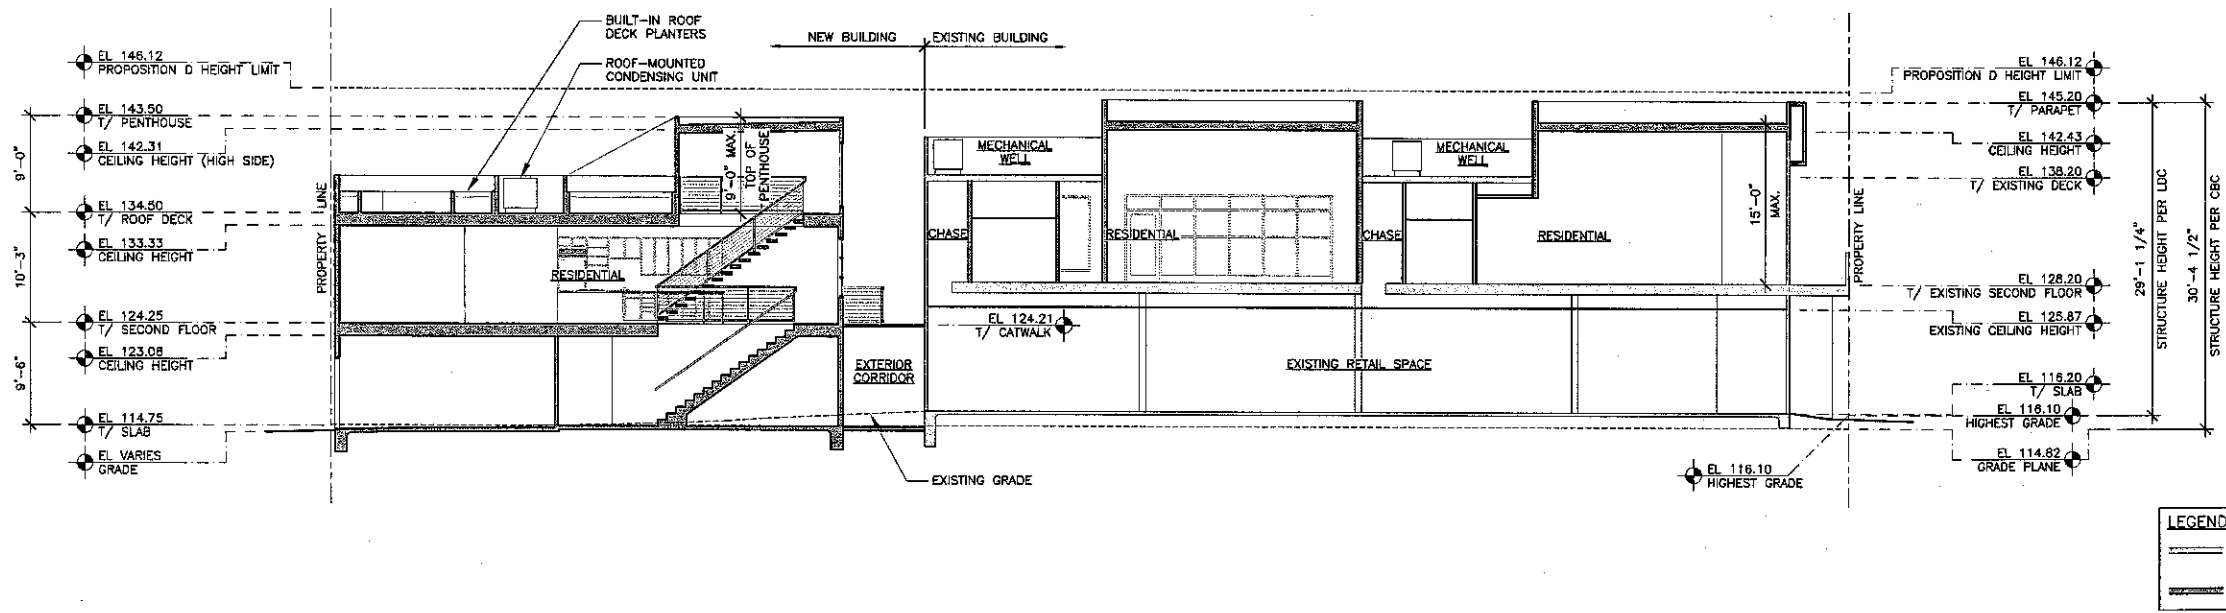 BUILT-IN ROOF
DECK PLANTERS
ROOF-MOUNTED
CONDENSING UNIT
NEW BUILDING
EXISTING BUILDING
EL 146.12
PROPOSITION D HEIGHT LIMIT
EL 143.50
T/ PENTHOUSE
EL 142.31
CEILING HEIGHT (HIGH SIDE)
EL 134.50
T/ ROOF DECK
EL 133.33
CEILING HEIGHT
EL 124.25
T/ SECOND FLOOR
EL 123.08
CEILING HEIGHT
EL 114.75
T/ SLAB
EL VARIES
GRADE
9'-0"
10'-3"
9'-6"
PROPERTY LINE
9'-0" MAX.
TOP OF
PENTHOUSE
RESIDENTIAL
EXTERIOR
CORRIDOR
EXISTING GRADE
MECHANICAL
WELL
CHASE
RESIDENTIAL
EL 124.21
T/ CATWALK
MECHANICAL
WELL
CHASE
RESIDENTIAL
15'-0"
MAX.
EXISTING RETAIL SPACE
EL 116.10
HIGHEST GRADE
PROPERTY LINE
EL 146.12
PROPOSITION D HEIGHT LIMIT
EL 145.20
T/ PARAPET
EL 142.43
CEILING HEIGHT
EL 138.20
T/ EXISTING DECK
EL 128.20
T/ EXISTING SECOND FLOOR
EL 125.87
EXISTING CEILING HEIGHT
EL 116.20
T/ SLAB
EL 116.10
HIGHEST GRADE
EL 114.82
GRADE PLANE
29'-1 1/4"
STRUCTURE HEIGHT PER LDC
30'-4 1/2"
STRUCTURE HEIGHT PER CBC
LEGEND